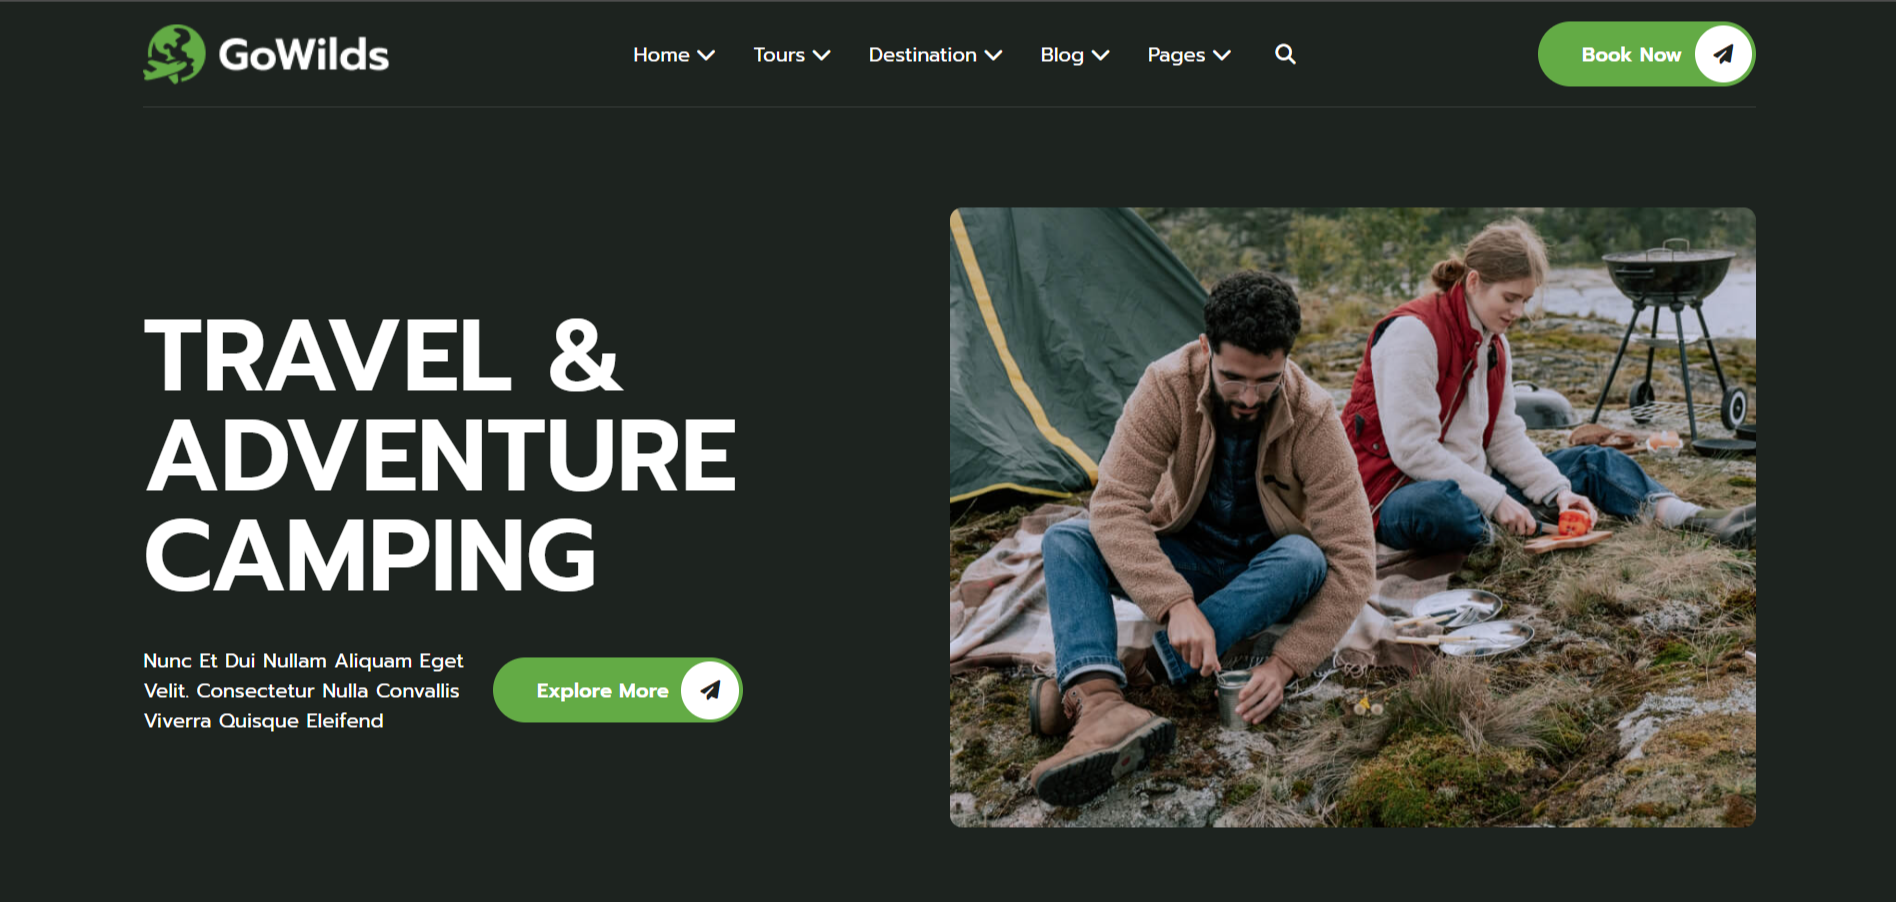 GoWilds
Home Tours Destination Blog Pages
Book Now
TRAVEL &
ADVENTURE
CAMPING
Nunc Et Dui Nullam Aliquam Eget
Velit. Consectetur Nulla Convallis
Viverra Quisque Eleifend
Explore More